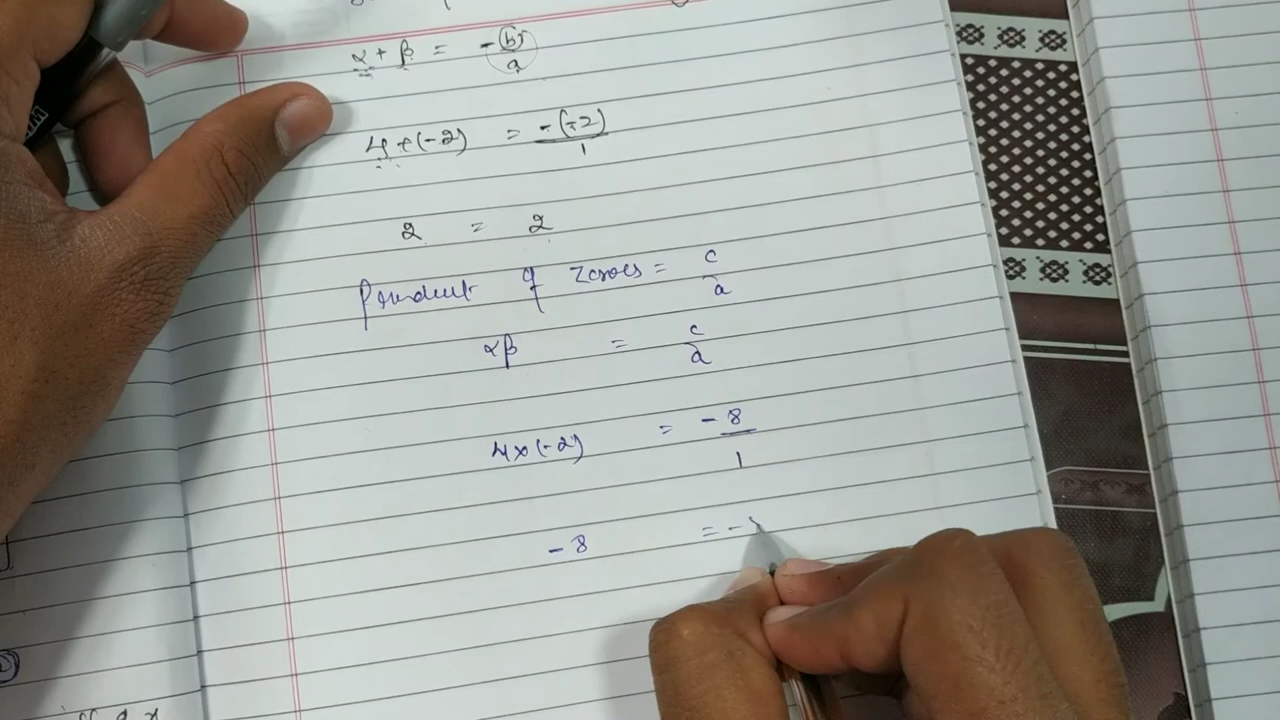 α + β = -(b)
a
4 + (-2) = -(-2)
1
2 = 2
Product of zeroes = c
a
αβ = c
a
4×(-2) = -8
1
-8 = -